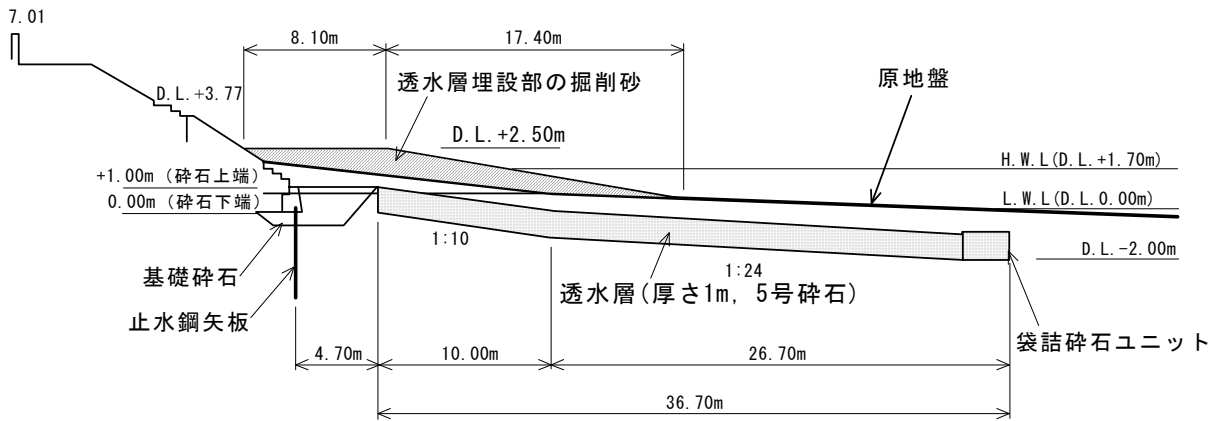 7.01
8.10m
17.40m
透水層埋設部の掘削砂
原地盤
D.L.+3.77
D.L.+2.50m
H.W.L(D.L.+1.70m)
+1.00m (砕石上端)
0.00m (砕石下端)
L.W.L(D.L.0.00m)
1:10
D.L.-2.00m
1:24
基礎砕石
透水層(厚さ1m, 5号砕石)
止水鋼矢板
袋詰砕石ユニット
4.70m
10.00m
26.70m
36.70m